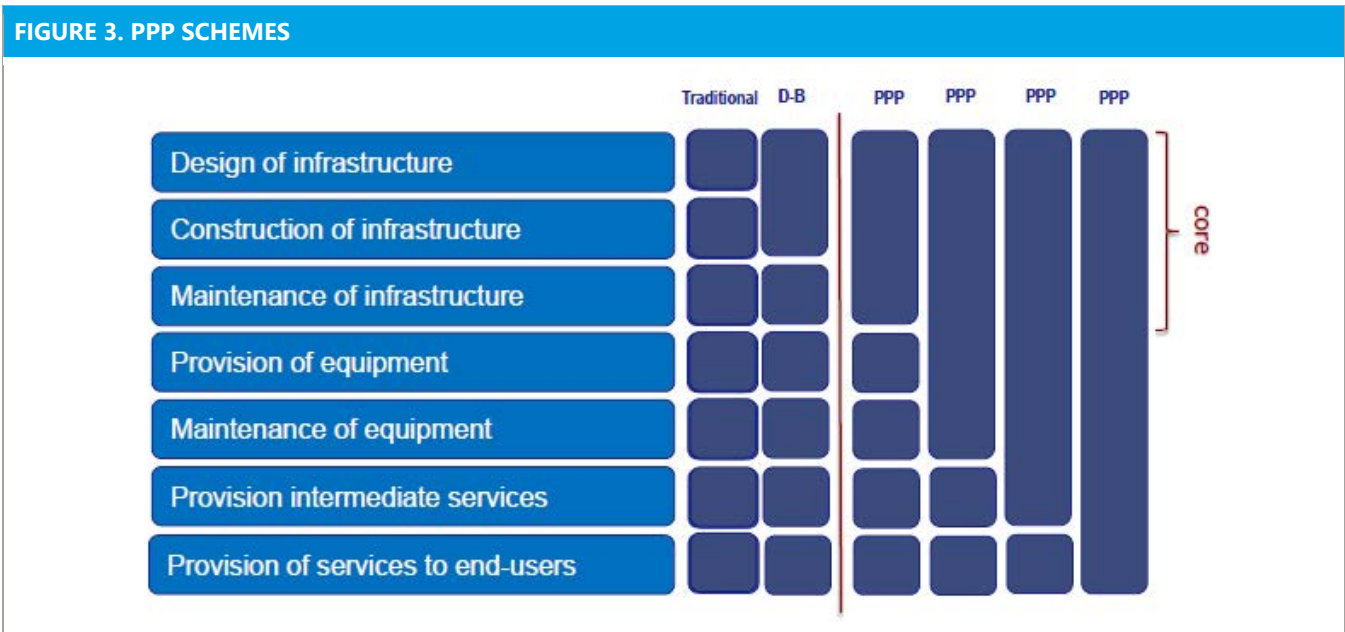 FIGURE 3. PPP SCHEMES
Traditional D-B PPP PPP PPP PPP
Design of infrastructure
Construction of infrastructure
Maintenance of infrastructure
Provision of equipment
Maintenance of equipment
Provision intermediate services
Provision of services to end-users
core